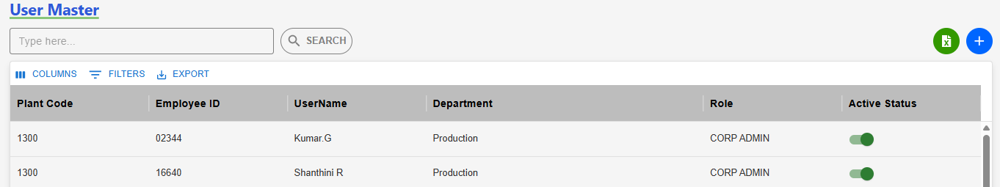 User Master
Type here...
SEARCH
COLUMNS FILTERS EXPORT
Plant Code Employee ID UserName Department Role Active Status
1300 02344 Kumar.G Production CORP ADMIN
1300 16640 Shanthini R Production CORP ADMIN